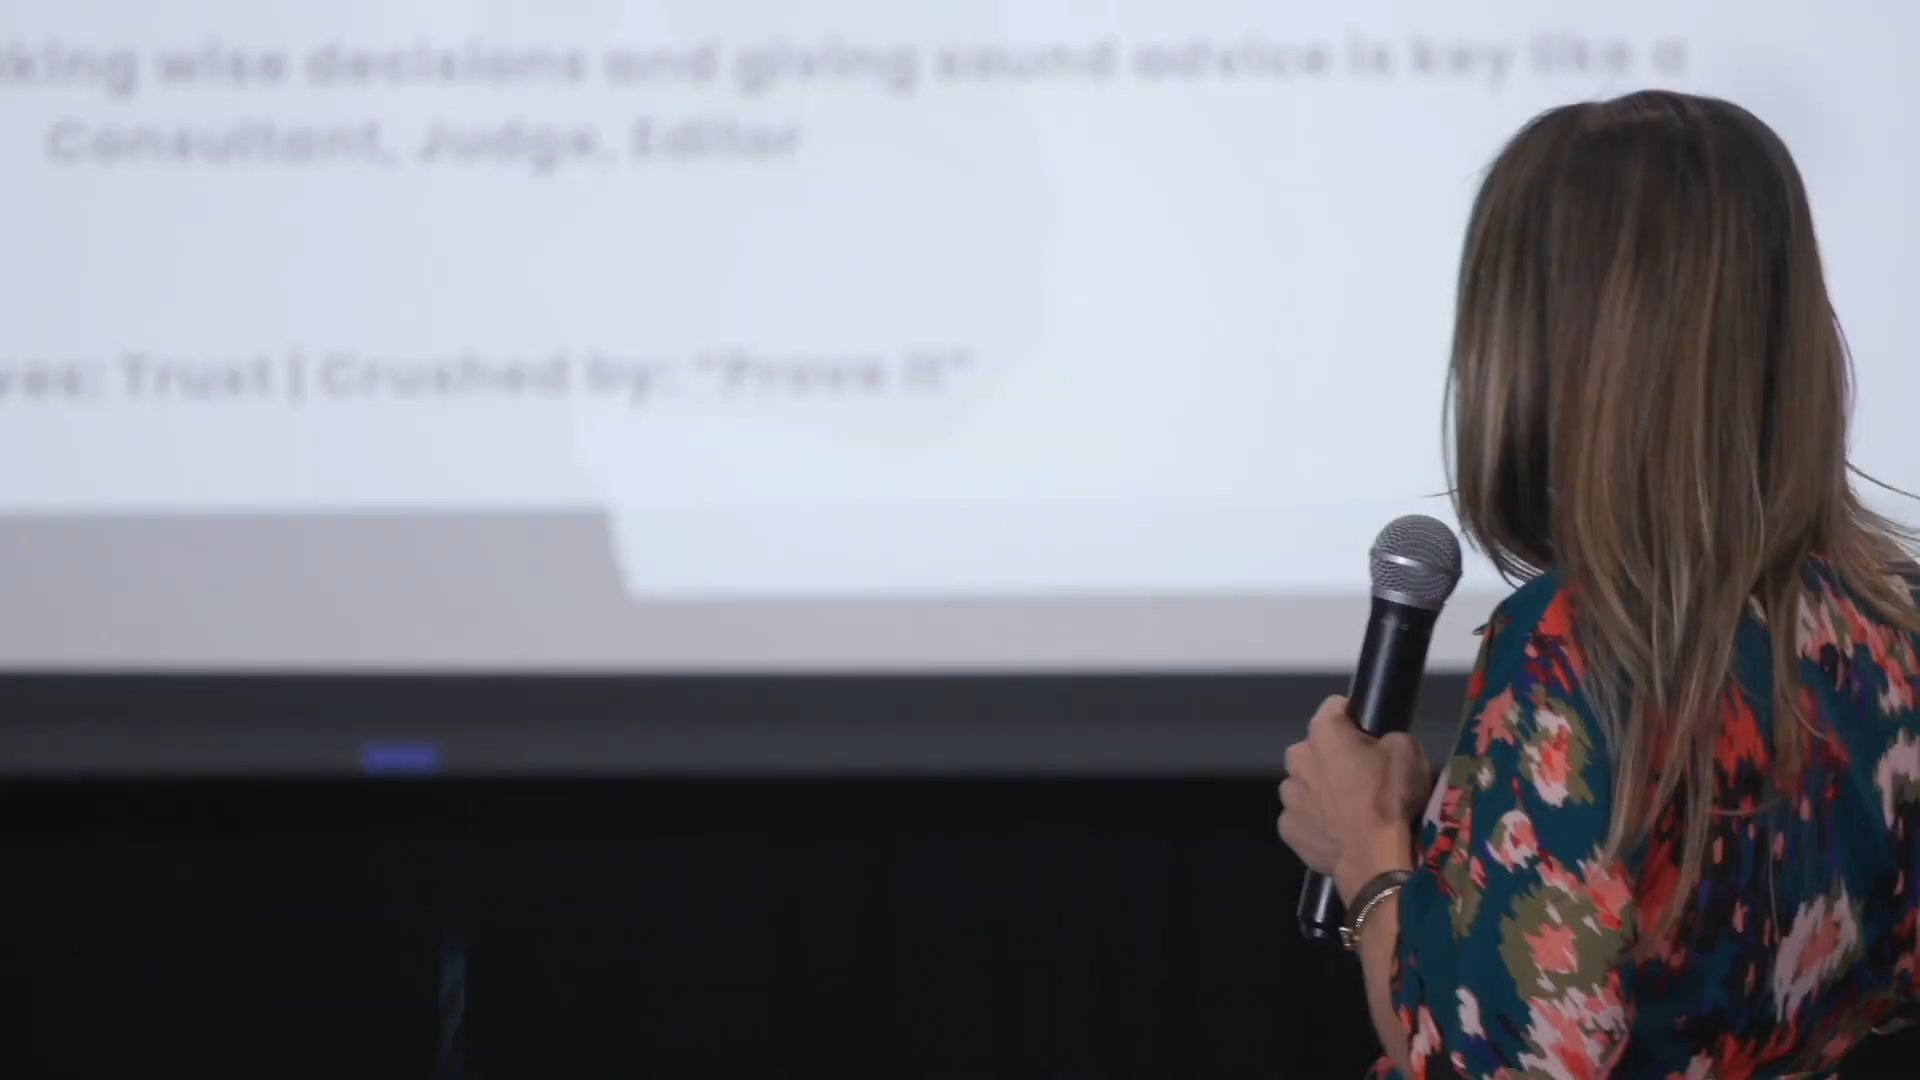 king wise decisions and giving sound advice is key like a
Consultant, Judge, Editor
yes: Trust | Crushed by: "Prove it"